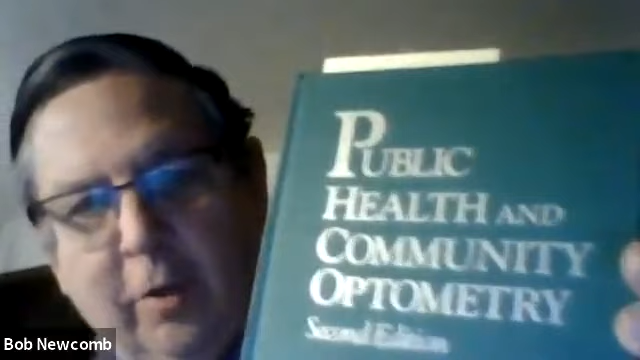 PUBLIC
HEALTH AND
COMMUNITY
OPTOMETRY
Second Edition
Bob Newcomb